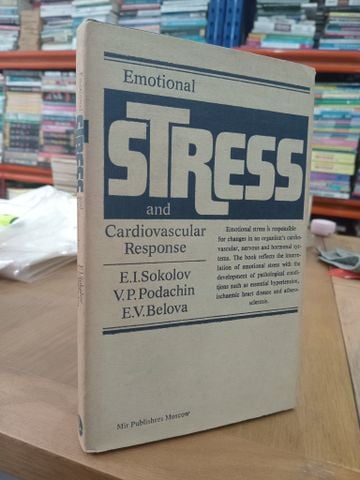 Emotional
STRESS
and
Cardiovascular
Response
E.I.Sokolov
V.P.Podachin
E.V.Belova
Emotional stress is responsible
for changes in an organism's cardio-
vascular, nervous and hormonal sys-
tems. The book reflects the interre-
lation of emotional stress with the
development of pathological condi-
tions such as essential hypertension,
ischaemic heart disease and athero-
sclerosis.
Mir Publishers Moscow
STRESS